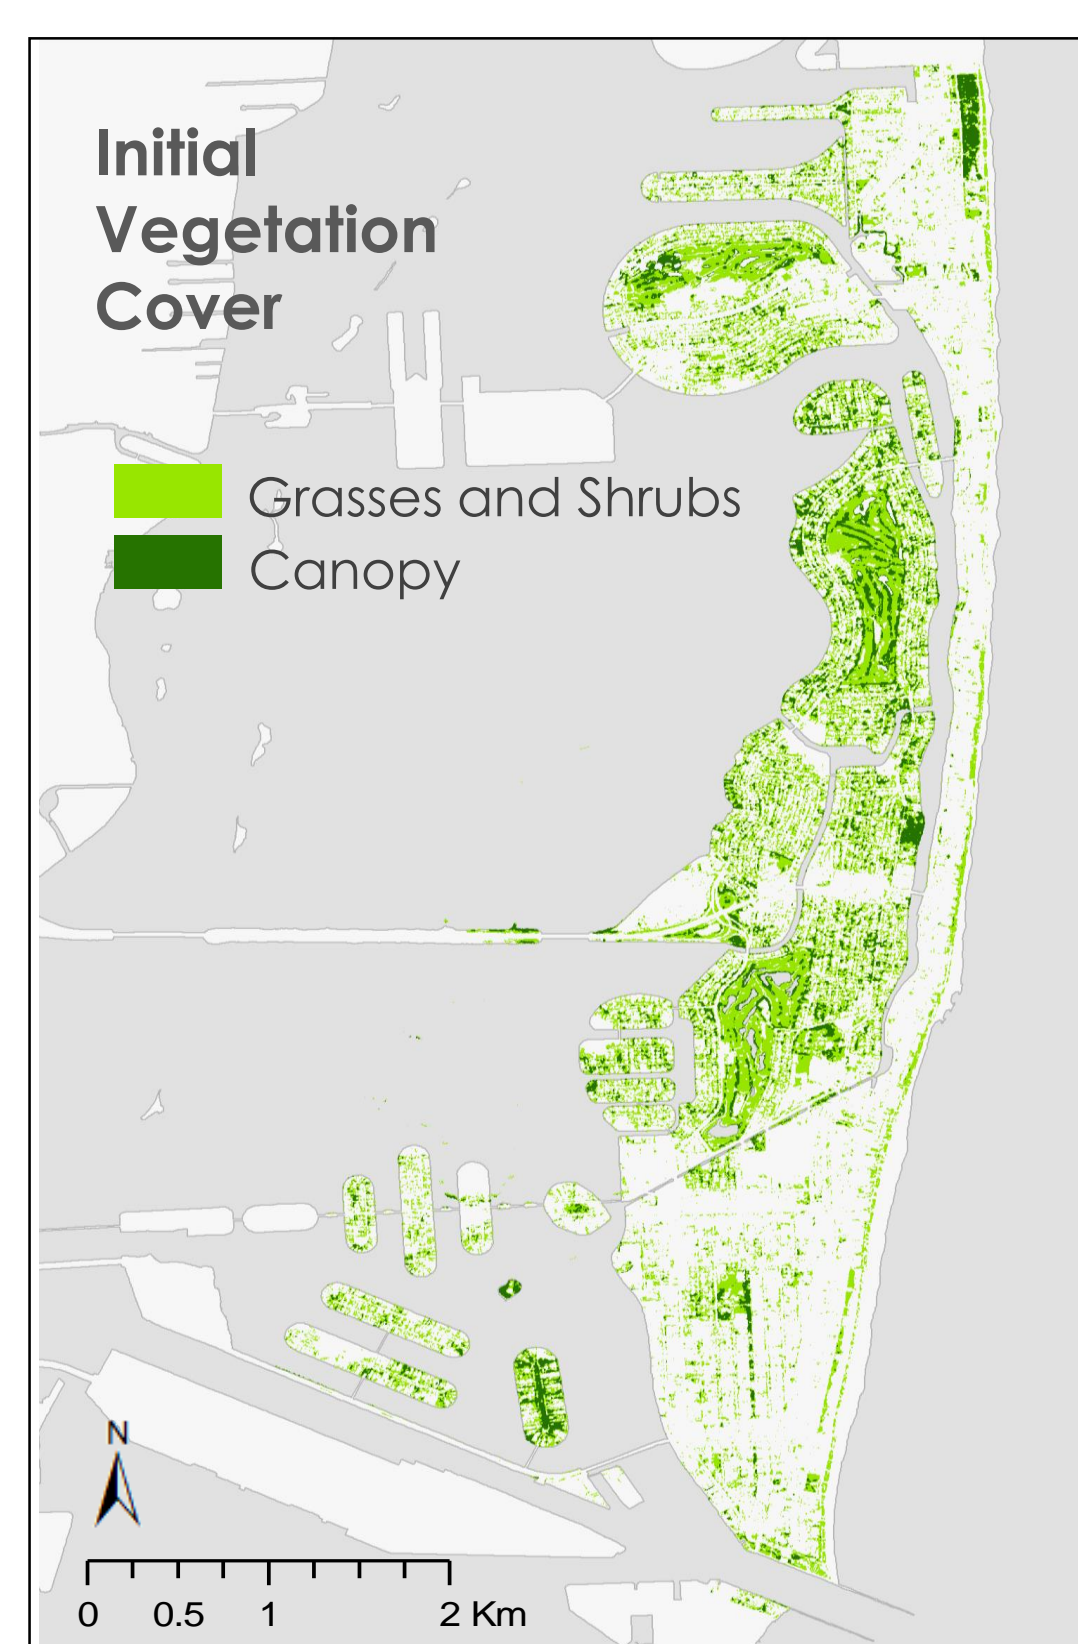 Initial
Vegetation
Cover
Grasses and Shrubs
Canopy
N
0 0.5 1 2 Km